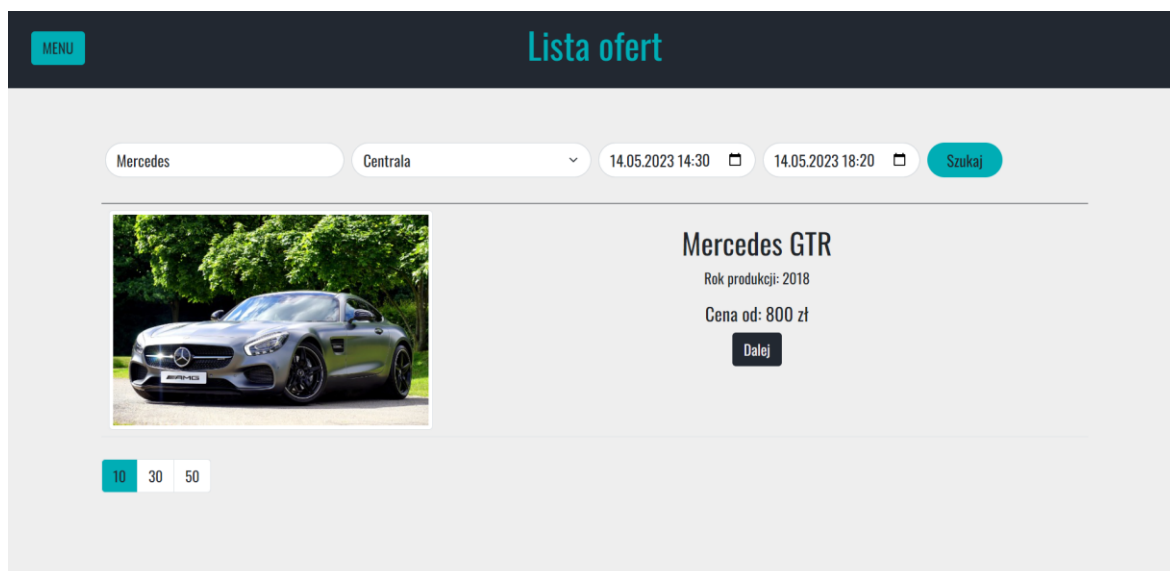 MENU
Lista ofert
Mercedes
Centrala
14.05.2023 14:30
14.05.2023 18:20
Szukaj
Mercedes GTR
Rok produkcji: 2018
Cena od: 800 zł
Dalej
AMG
10 30 50